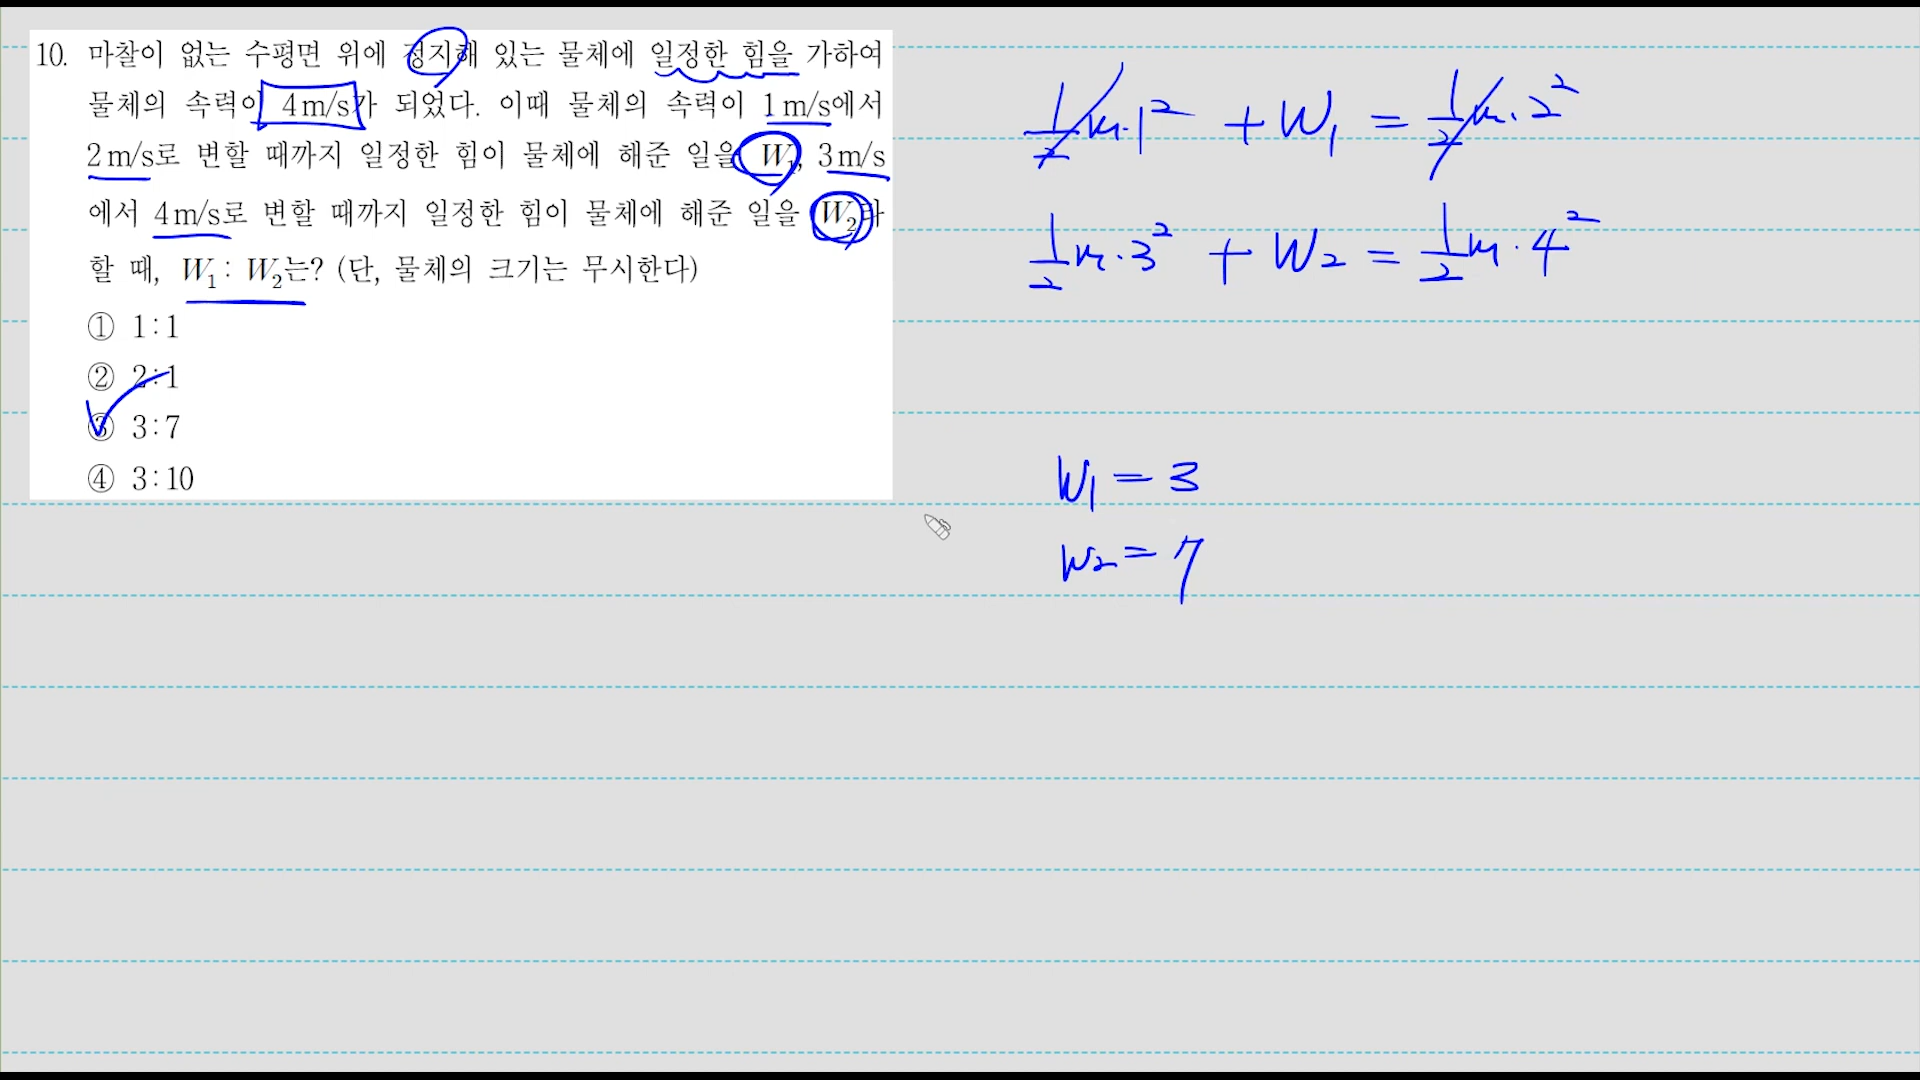 10. 마찰이 없는 수평면 위에 정지해 있는 물체에 일정한 힘을 가하여
물체의 속력이 4m/s가 되었다. 이때 물체의 속력이 1m/s에서
2m/s로 변할 때까지 일정한 힘이 물체에 해준 일을 W₁, 3m/s
에서 4m/s로 변할 때까지 일정한 힘이 물체에 해준 일을 W₂라
할 때, W₁ : W₂는? (단, 물체의 크기는 무시한다)
① 1 : 1
② 2 : 1
③ 3 : 7
④ 3 : 10
1/2 m·1² + W₁ = 1/2 m·2²
1/2 m·3² + W₂ = 1/2 m·4²
W₁ = 3
W₂ = 7